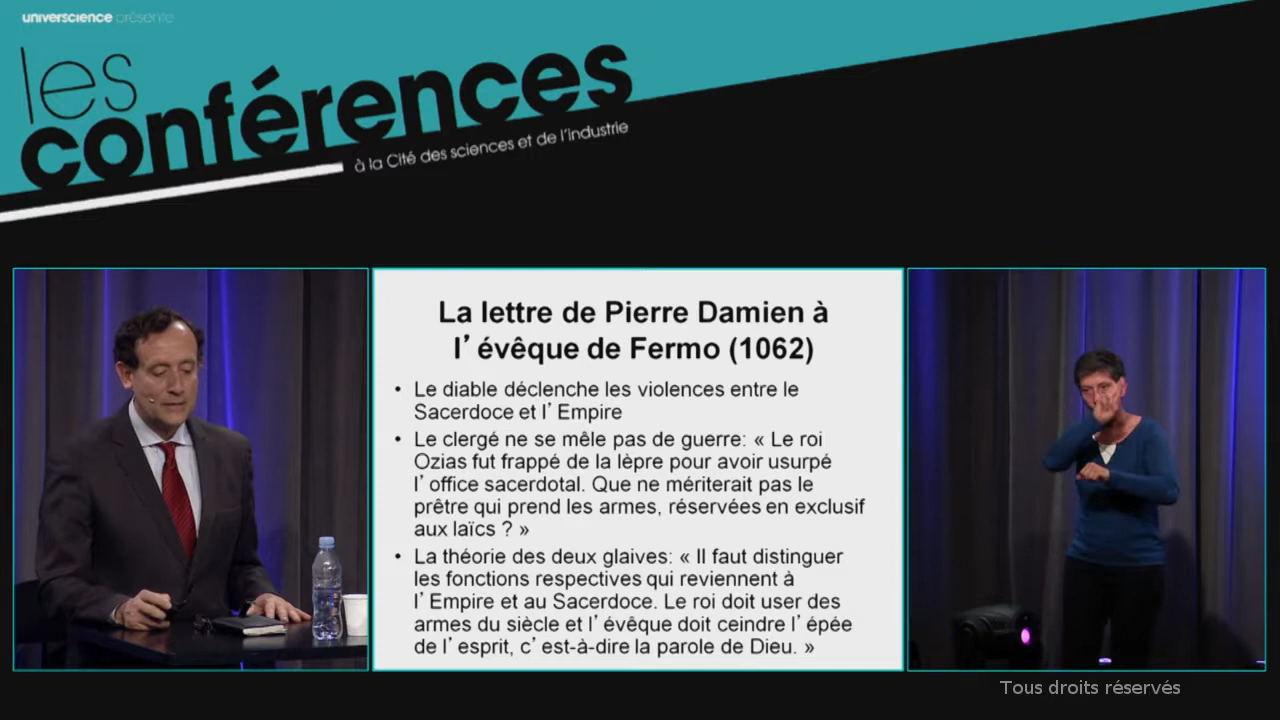 universcience présente
les
conférences
à la Cité des sciences et de l'industrie
La lettre de Pierre Damien à
l’évêque de Fermo (1062)
• Le diable déclenche les violences entre le
Sacerdoce et l’Empire
• Le clergé ne se mêle pas de guerre: « Le roi
Ozias fut frappé de la lèpre pour avoir usurpé
l’office sacerdotal. Que ne mériterait pas le
prêtre qui prend les armes, réservées en exclusif
aux laïcs ? »
• La théorie des deux glaives: « Il faut distinguer
les fonctions respectives qui reviennent à
l’Empire et au Sacerdoce. Le roi doit user des
armes du siècle et l’évêque doit ceindre l’épée
de l’esprit, c’est-à-dire la parole de Dieu. »
Tous droits réservés